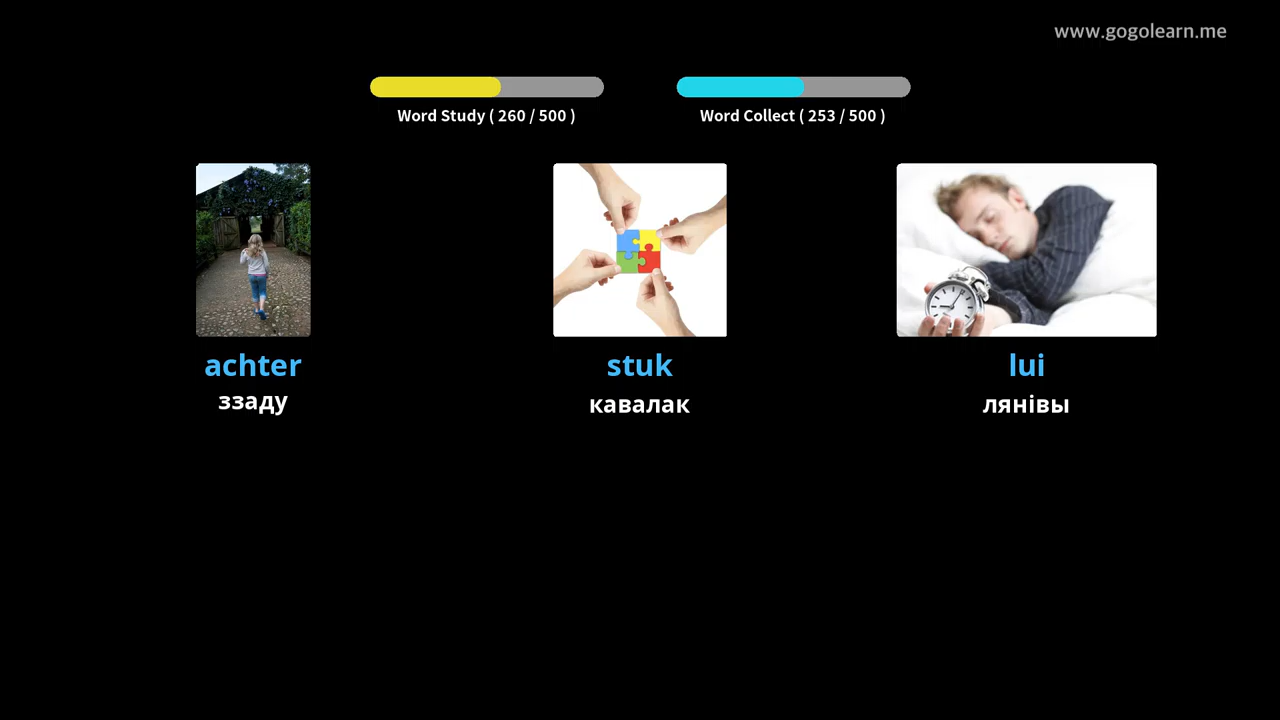 www.gogolearn.me
Word Study ( 260 / 500 )
Word Collect ( 253 / 500 )
achter
stuk
lui
ззаду
кавалак
лянівы